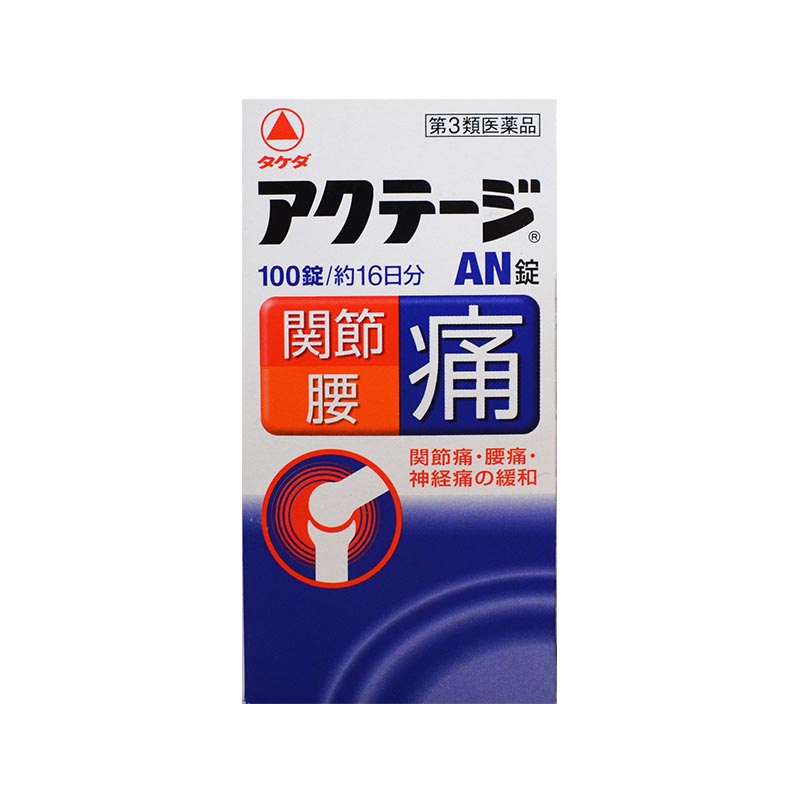 第3類医薬品
タケダ
アクテージ®
AN錠
100錠/約16日分
関節
腰
痛
関節痛・腰痛・
神経痛の緩和